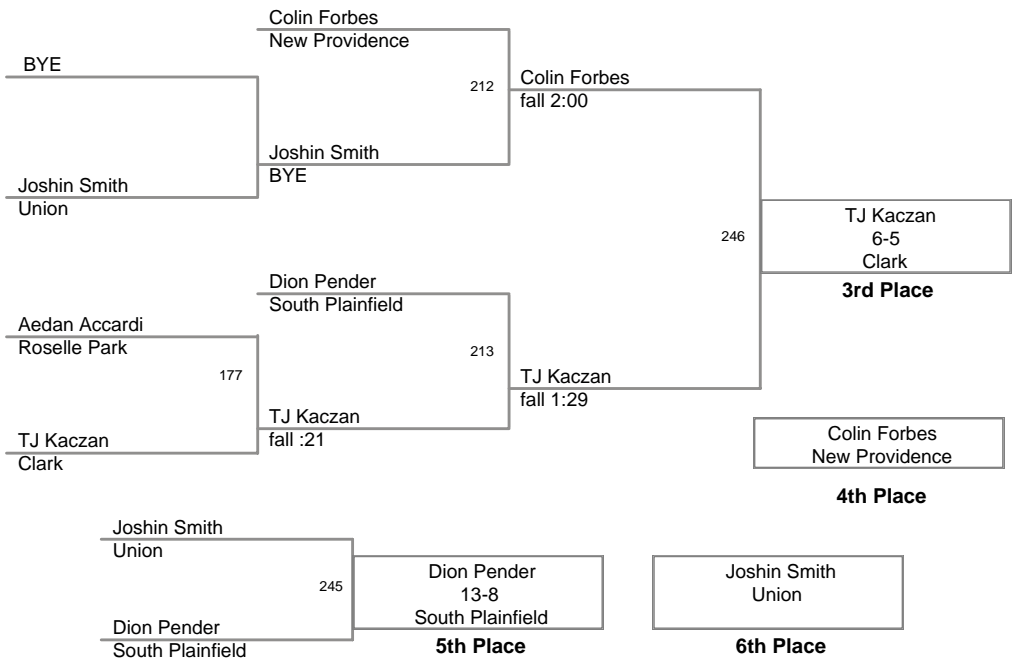 Colin Forbes
New Providence
BYE
212
Colin Forbes
fall 2:00
Joshin Smith
BYE
Joshin Smith
Union
246
TJ Kaczan
6-5
Clark
3rd Place
Dion Pender
South Plainfield
Aedan Accardi
Roselle Park
177
213
TJ Kaczan
fall 1:29
TJ Kaczan
fall :21
TJ Kaczan
Clark
Colin Forbes
New Providence
4th Place
Joshin Smith
Union
245
Dion Pender
South Plainfield
Dion Pender
13-8
South Plainfield
5th Place
Joshin Smith
Union
6th Place